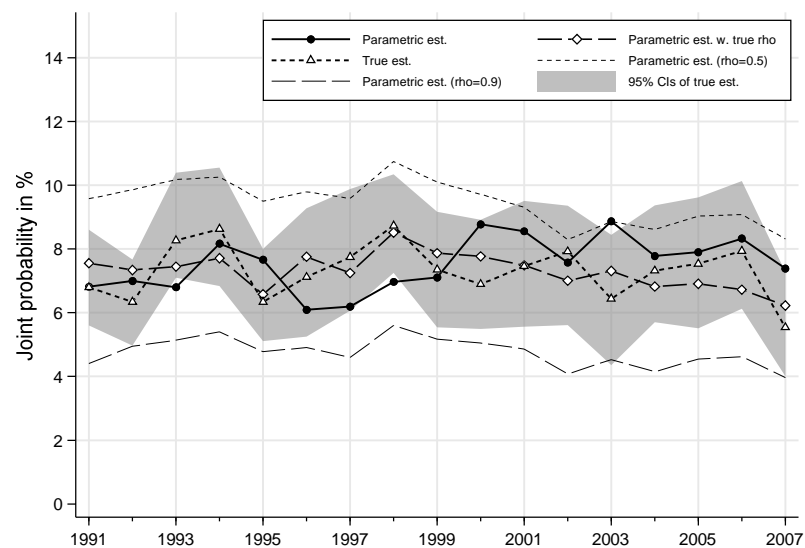 Parametric est.
Parametric est. w. true rho
True est.
Parametric est. (rho=0.5)
Parametric est. (rho=0.9)
95% CIs of true est.
Joint probability in %
14
12
10
8
6
4
2
0
1991
1993
1995
1997
1999
2001
2003
2005
2007